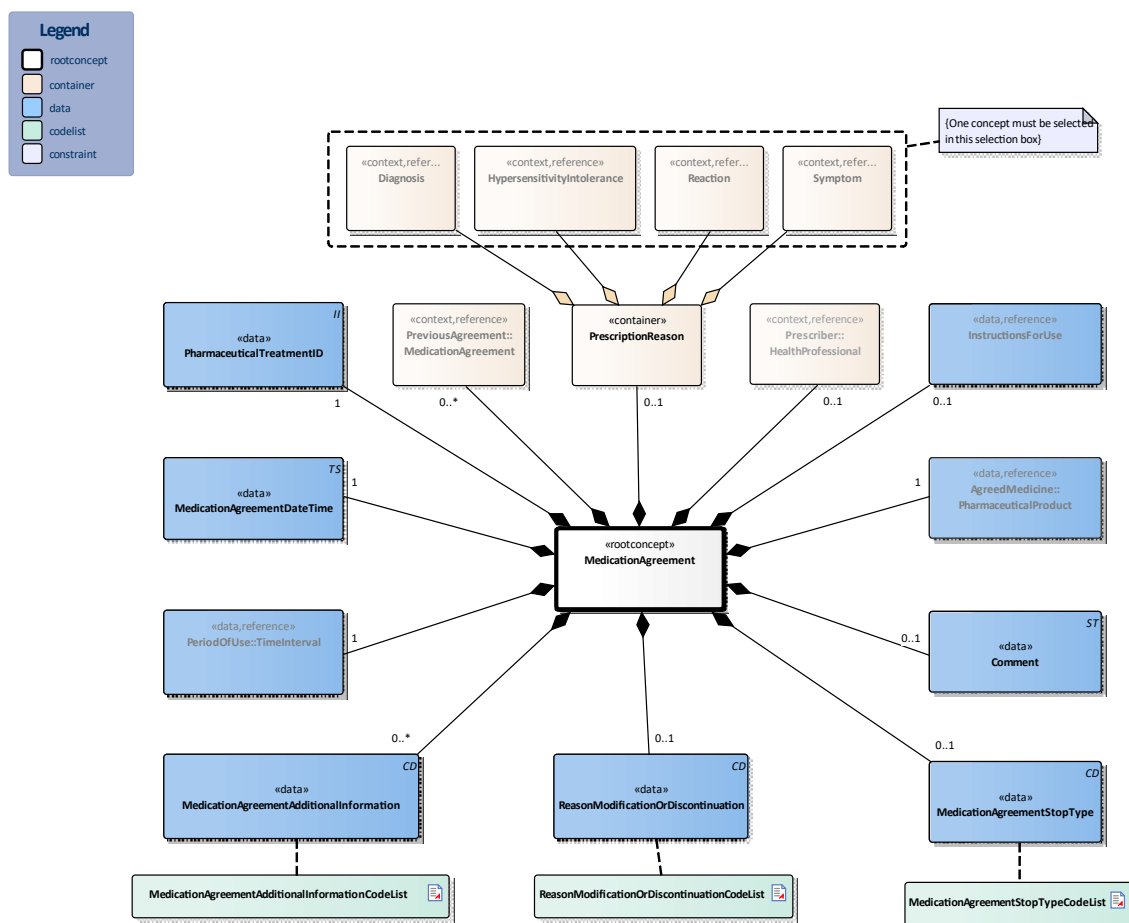 Legend
rootconcept
container
data
codelist
constraint
{One concept must be selected
in this selection box}
«context,refer...
Diagnosis
«context,reference»
HypersensitivityIntolerance
«context,refer...
Reaction
«context,refer...
Symptom
II
«data»
PharmaceuticalTreatmentID
«context,reference»
PreviousAgreement::
MedicationAgreement
«container»
PrescriptionReason
«context,reference»
Prescriber::
HealthProfessional
«data,reference»
InstructionsForUse
1
0..*
0..1
0..1
0..1
TS
«data»
MedicationAgreementDateTime
1
1
«data,reference»
AgreedMedicine::
PharmaceuticalProduct
«rootconcept»
MedicationAgreement
«data,reference»
PeriodOfUse::TimeInterval
1
0..1
ST
«data»
Comment
0..*
0..1
0..1
CD
«data»
MedicationAgreementAdditionalInformation
CD
«data»
ReasonModificationOrDiscontinuation
CD
«data»
MedicationAgreementStopType
MedicationAgreementAdditionalInformationCodeList
ReasonModificationOrDiscontinuationCodeList
MedicationAgreementStopTypeCodeList